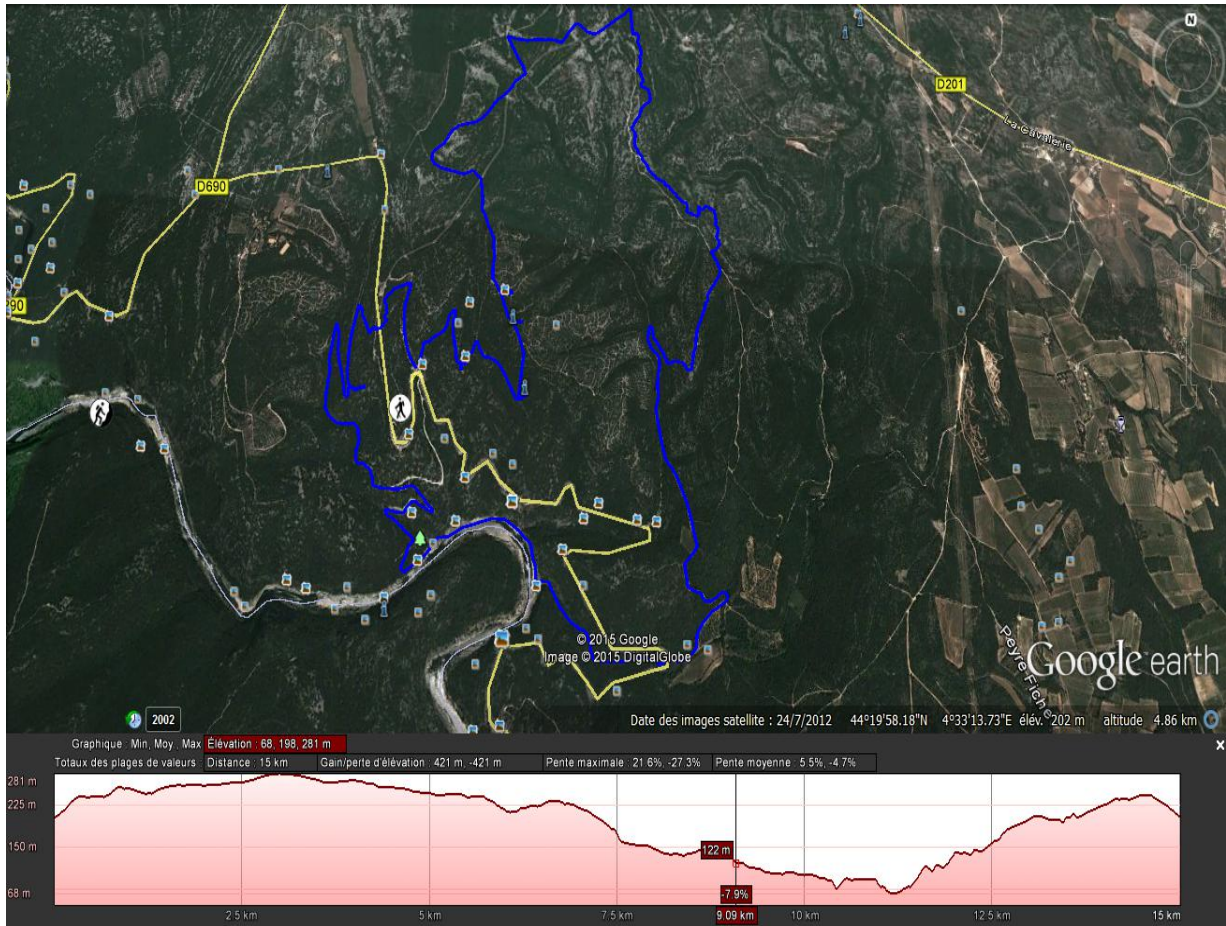 N
D201
La Cavalerie
D690
290
© 2015 Google
Image © 2015 DigitalGlobe
Peyre Fiche
Google earth
2002
Date des images satellite : 24/7/2012 44°19'58.18"N 4°33'13.73"E élév. 202 m altitude 4.86 km
Graphique : Min, Moy., Max Élévation : 68, 198, 281 m
x
Totaux des plages de valeurs : Distance : 15 km Gain/perte d'élévation : 421 m, -421 m Pente maximale : 21.6%, -27.3% Pente moyenne : 5.5%, -4.7%
281 m
225 m
150 m
122 m
68 m
-7.9%
2.5 km 5 km 7.5 km 9.09 km 10 km 12.5 km 15 km